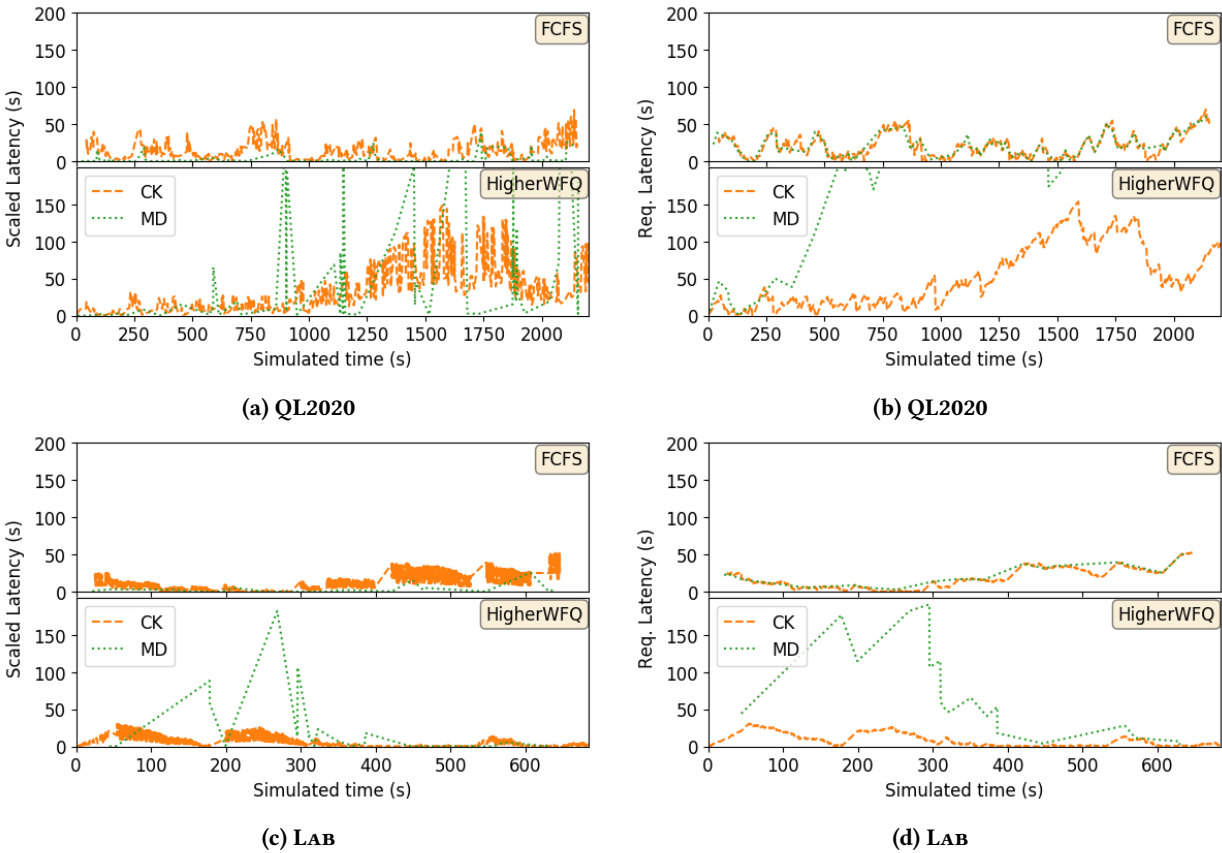 200
150
100
50
0
FCFS
150
100
50
0
CK
MD
HigherWFQ
Scaled Latency (s)
0 250 500 750 1000 1250 1500 1750 2000
Simulated time (s)
(a) QL2020
200
150
100
50
0
FCFS
150
100
50
0
CK
MD
HigherWFQ
Req. Latency (s)
0 250 500 750 1000 1250 1500 1750 2000
Simulated time (s)
(b) QL2020
200
150
100
50
0
FCFS
150
100
50
0
CK
MD
HigherWFQ
Scaled Latency (s)
0 100 200 300 400 500 600
Simulated time (s)
(c) LAB
200
150
100
50
0
FCFS
150
100
50
0
CK
MD
HigherWFQ
Req. Latency (s)
0 100 200 300 400 500 600
Simulated time (s)
(d) LAB